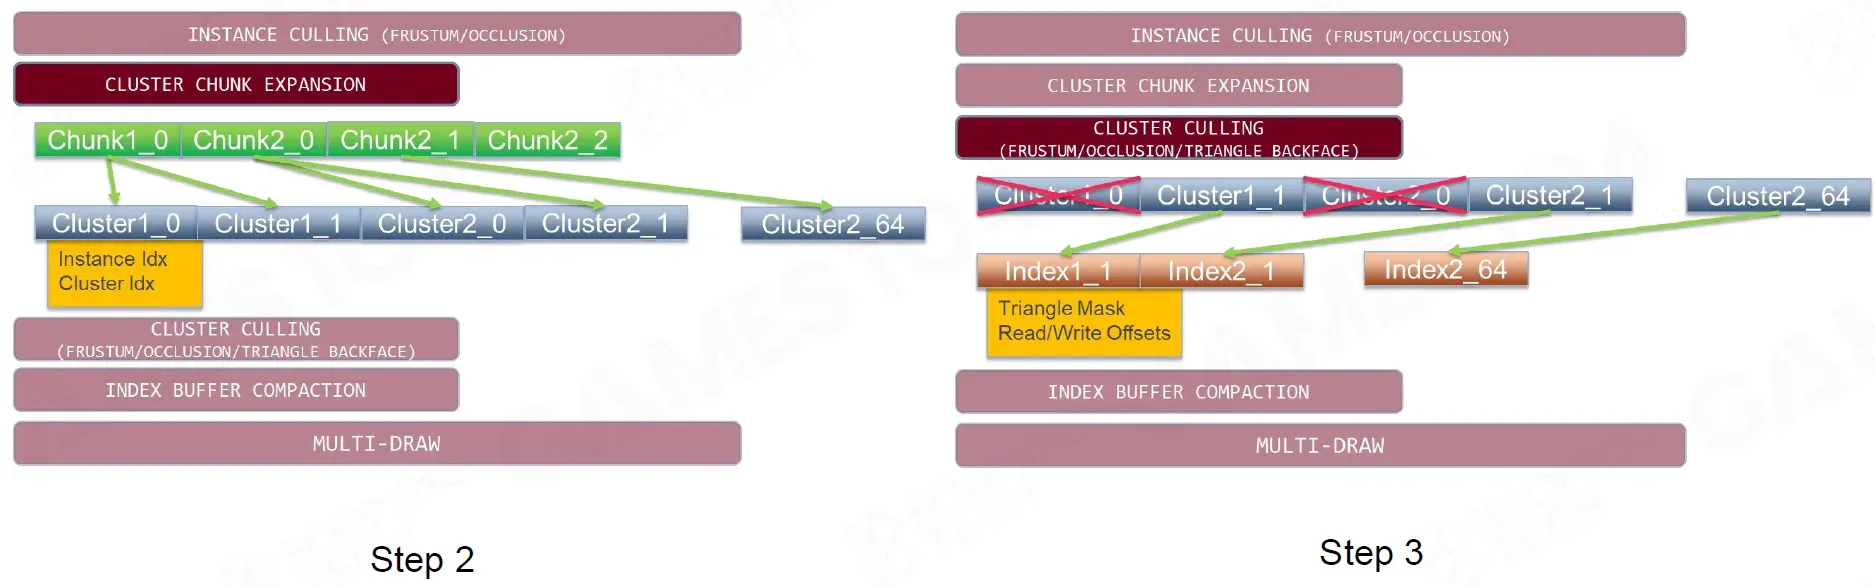 INSTANCE CULLING (FRUSTUM/OCCLUSION)
CLUSTER CHUNK EXPANSION
Chunk1_0 Chunk2_0 Chunk2_1 Chunk2_2
Cluster1_0 Cluster1_1 Cluster2_0 Cluster2_1 Cluster2_64
Instance Idx
Cluster Idx
CLUSTER CULLING
(FRUSTUM/OCCLUSION/TRIANGLE BACKFACE)
INDEX BUFFER COMPACTION
MULTI-DRAW
Step 2
INSTANCE CULLING (FRUSTUM/OCCLUSION)
CLUSTER CHUNK EXPANSION
CLUSTER CULLING
(FRUSTUM/OCCLUSION/TRIANGLE BACKFACE)
Cluster1_0 Cluster1_1 Cluster2_0 Cluster2_1 Cluster2_64
Index1_1 Index2_1 Index2_64
Triangle Mask
Read/Write Offsets
INDEX BUFFER COMPACTION
MULTI-DRAW
Step 3